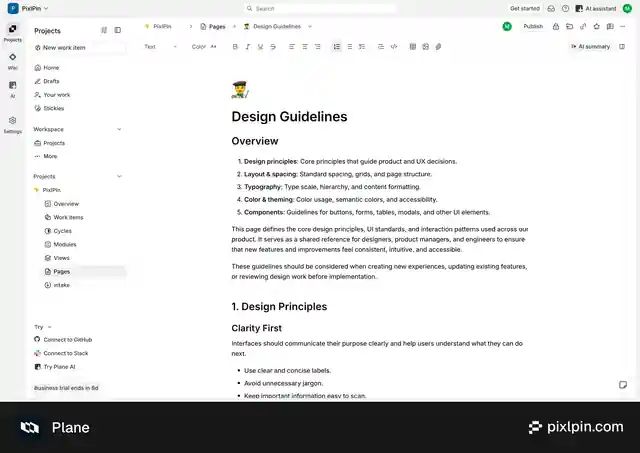 P PixlPin
Search
Get started
AI assistant
M
Projects
Wiki
AI
Settings
Projects
New work item
Home
Drafts
Your work
Stickies
Workspace
Projects
More
Projects
PixlPin
Overview
Work items
Cycles
Modules
Views
Pages
Intake
Try
Connect to GitHub
Connect to Slack
Try Plane AI
Business trial ends in 8d
PixlPin > Pages > Design Guidelines
M
Publish
Text
Color Aa
B I U S
AI summary
Design Guidelines
Overview
1. Design principles: Core principles that guide product and UX decisions.
2. Layout & spacing: Standard spacing, grids, and page structure.
3. Typography: Type scale, hierarchy, and content formatting.
4. Color & theming: Color usage, semantic colors, and accessibility.
5. Components: Guidelines for buttons, forms, tables, modals, and other UI elements.
This page defines the core design principles, UI standards, and interaction patterns used across our
product. It serves as a shared reference for designers, product managers, and engineers to ensure
that new features and improvements feel consistent, intuitive, and accessible.
These guidelines should be considered when creating new experiences, updating existing features,
or reviewing design work before implementation.
1. Design Principles
Clarity First
Interfaces should communicate their purpose clearly and help users understand what they can do
next.
• Use clear and concise labels.
• Avoid unnecessary jargon.
• Keep important information easy to scan.
Plane
pixlpin.com